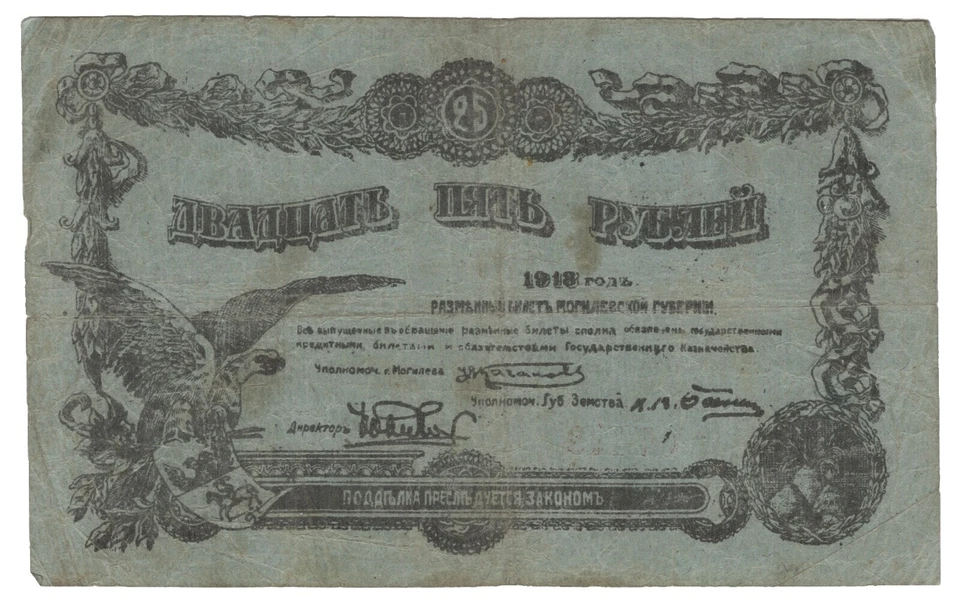 25
ДВАДЦАТЬ ПЯТЬ РУБЛЕЙ
1918 годъ.
РАЗМѢННЫЙ БИЛЕТЪ МОГИЛЕВСКОЙ ГУБЕРНІИ.
Всѣ выпущенные въ обращеніе размѣнные билеты сполна обезпечены государственными
кредитными билетами и обязательствами Государственнаго Казначейства.
Уполномоч. г. Могилева
Уполномоч. Губ Земства
Директоръ
ПОДДѢЛКА ПРЕСЛѢДУЕТСЯ ЗАКОНОМЪ